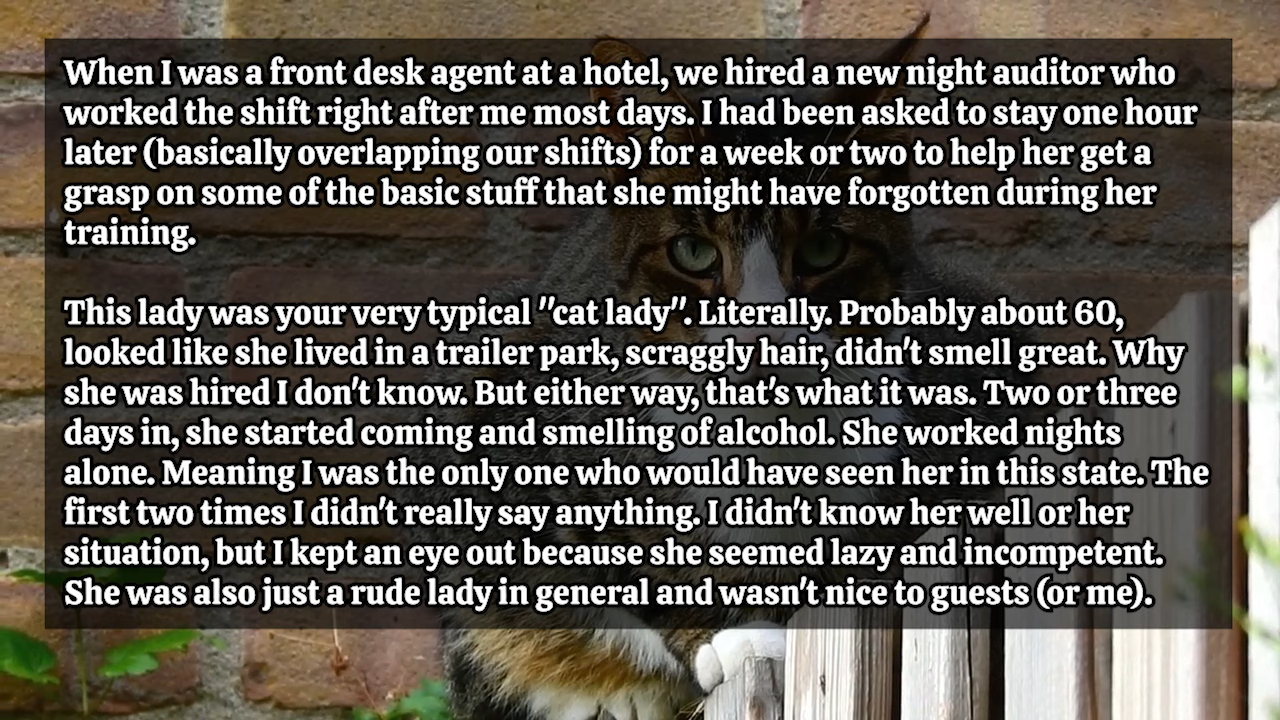 When I was a front desk agent at a hotel, we hired a new night auditor who
worked the shift right after me most days. I had been asked to stay one hour
later (basically overlapping our shifts) for a week or two to help her get a
grasp on some of the basic stuff that she might have forgotten during her
training.
This lady was your very typical "cat lady". Literally. Probably about 60,
looked like she lived in a trailer park, scraggly hair, didn't smell great. Why
she was hired I don't know. But either way, that's what it was. Two or three
days in, she started coming and smelling of alcohol. She worked nights
alone. Meaning I was the only one who would have seen her in this state. The
first two times I didn't really say anything. I didn't know her well or her
situation, but I kept an eye out because she seemed lazy and incompetent.
She was also just a rude lady in general and wasn't nice to guests (or me).